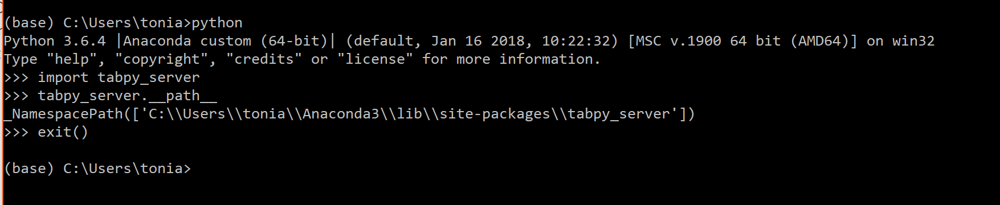 (base) C:\Users\tonia>python
Python 3.6.4 |Anaconda custom (64-bit)| (default, Jan 16 2018, 10:22:32) [MSC v.1900 64 bit (AMD64)] on win32
Type "help", "copyright", "credits" or "license" for more information.
>>> import tabpy_server
>>> tabpy_server.__path__
_NamespacePath(['C:\\Users\\tonia\\Anaconda3\\lib\\site-packages\\tabpy_server'])
>>> exit()
(base) C:\Users\tonia>